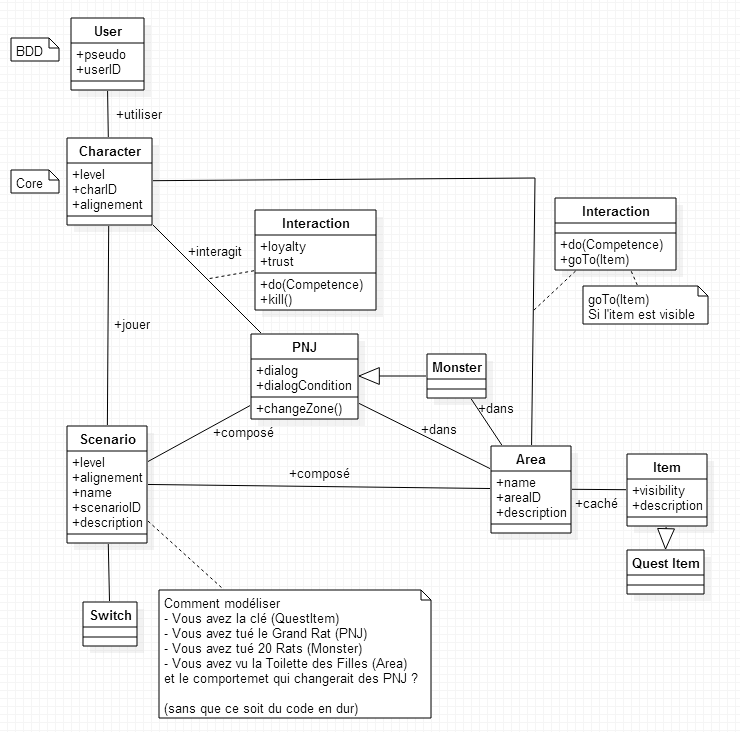 User
BDD
+pseudo
+userID
+utiliser
Character
Core
+level
+charID
+alignement
+interagit
Interaction
+loyalty
+trust
+do(Competence)
+kill()
Interaction
+do(Competence)
+goTo(Item)
goTo(Item)
Si l'item est visible
+jouer
PNJ
+dialog
+dialogCondition
+changeZone()
Monster
+dans
+dans
+composé
+composé
Scenario
+level
+alignement
+name
+scenarioID
+description
Area
+name
+areaID
+description
+caché
Item
+visibility
+description
Quest Item
Switch
Comment modéliser
- Vous avez la clé (QuestItem)
- Vous avez tué le Grand Rat (PNJ)
- Vous avez tué 20 Rats (Monster)
- Vous avez vu la Toilette des Filles (Area)
et le comportemet qui changerait des PNJ ?
(sans que ce soit du code en dur)